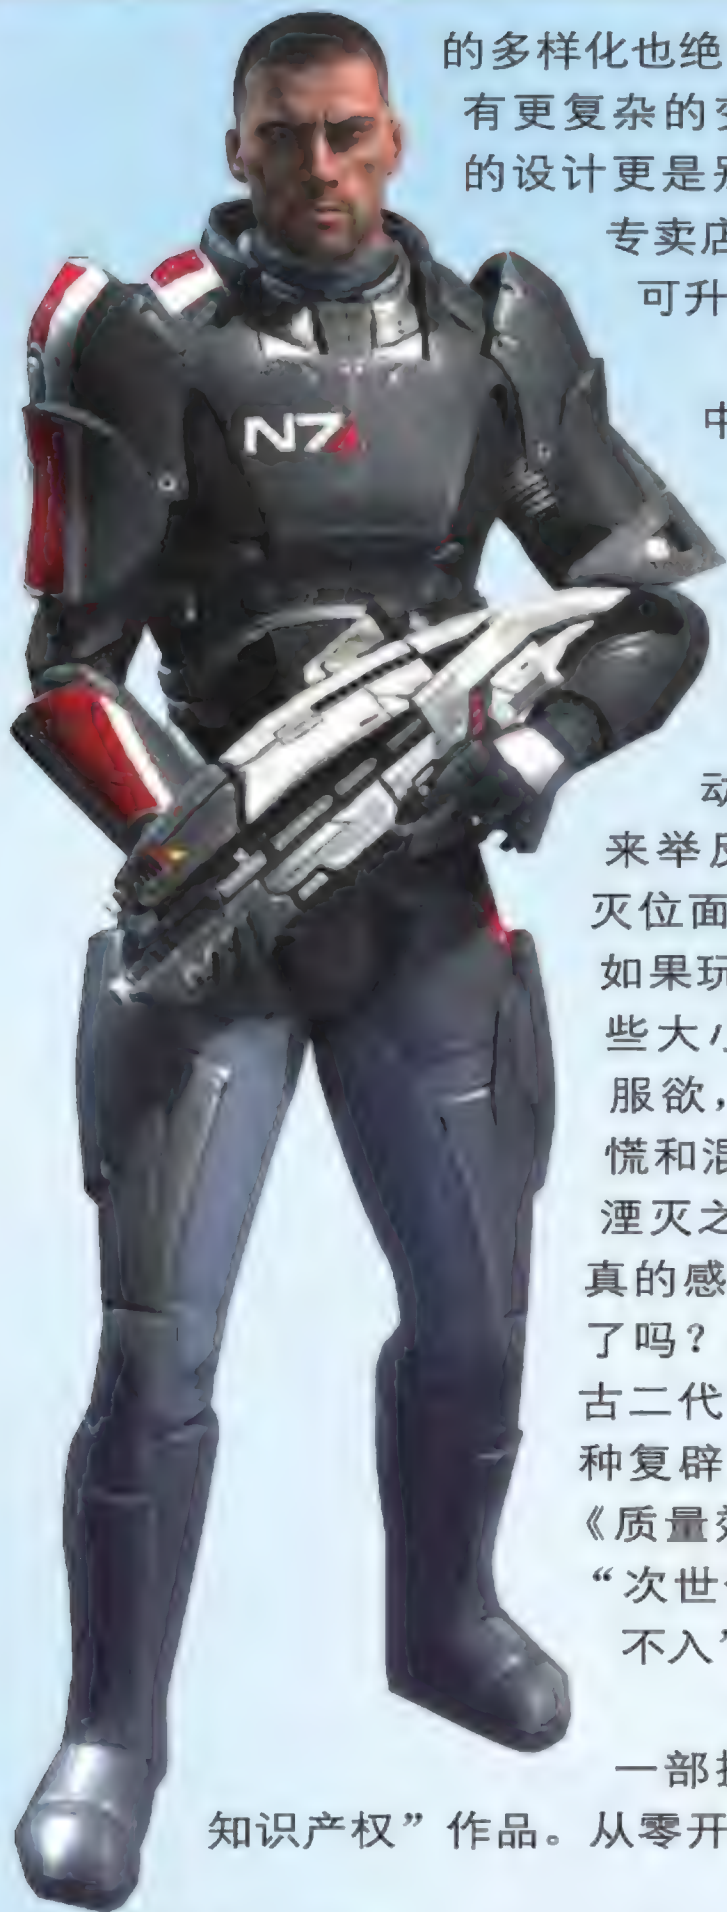 的多样化也绝
有更复杂的变
的设计更是别
专卖店
可升
N7
中
动
来举反
灭位面
如果玩
些大小
服欲，
慌和混
湮灭之
真的感
了吗？
古二代
种复辟
《质量效
“次世代
不入”
一部拥
知识产权”作品。从零开